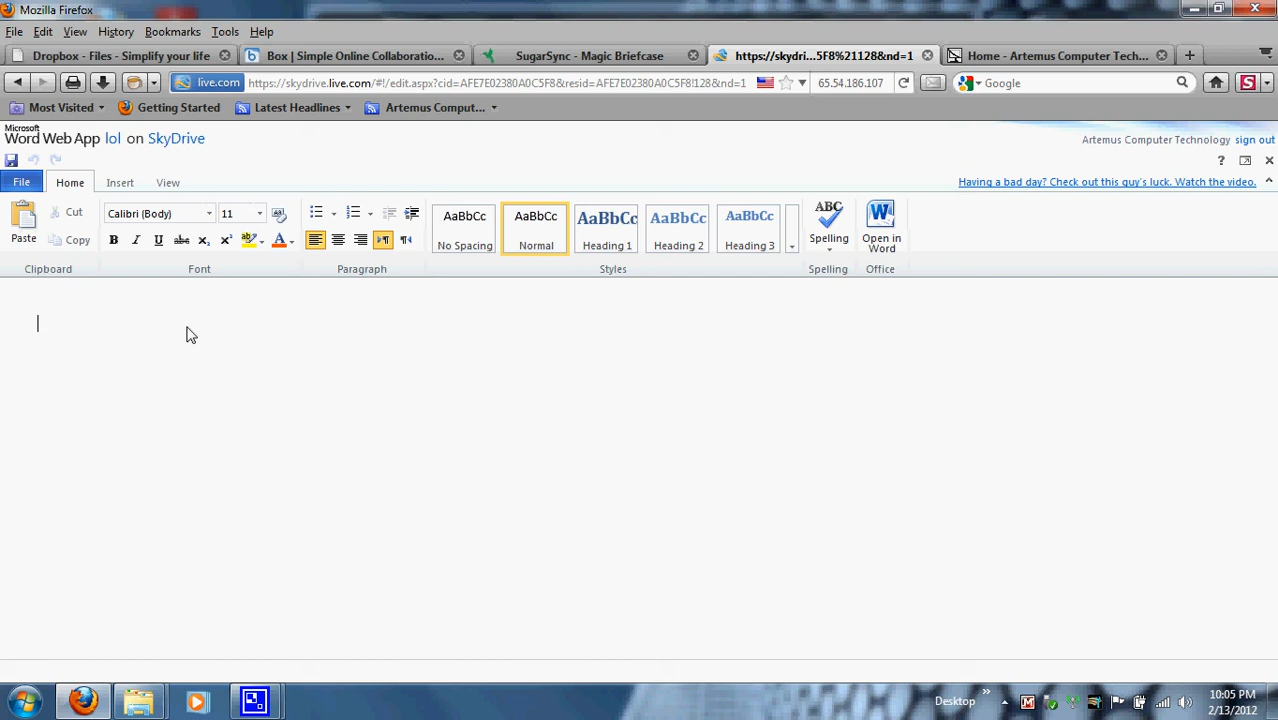 Mozilla Firefox
File Edit View History Bookmarks Tools Help
Dropbox - Files - Simplify your life
Box | Simple Online Collaboratio...
SugarSync - Magic Briefcase
https://skydri...5F8%21128&nd=1
Home - Artemus Computer Tech...
live.com https://skydrive.live.com/#!/edit.aspx?cid=AFE7E02380A0C5F8&resid=AFE7E02380A0C5F8!128&nd=1 65.54.186.107 Google
Most Visited Getting Started Latest Headlines Artemus Comput...
Microsoft
Word Web App lol on SkyDrive
Artemus Computer Technology sign out
File Home Insert View
Having a bad day? Check out this guy's luck. Watch the video.
Paste Cut Copy
Calibri (Body) 11
B I U abc x₂ x² ab A
AaBbCc AaBbCc AaBbCc AaBbCc AaBbCc
No Spacing Normal Heading 1 Heading 2 Heading 3
ABC
Spelling
Open in
Word
Clipboard Font Paragraph Styles Spelling Office
Desktop
10:05 PM
2/13/2012